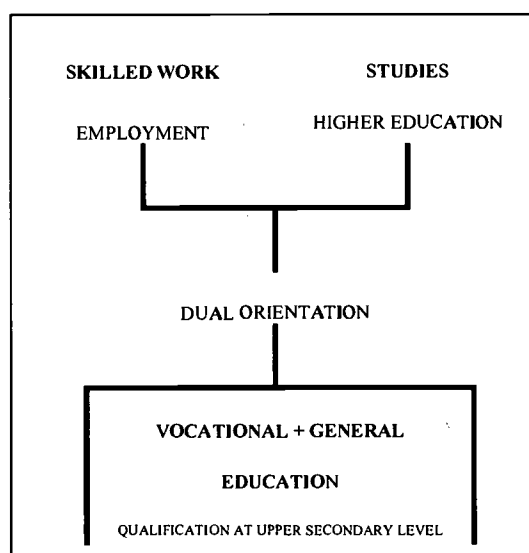 SKILLED WORK
STUDIES
EMPLOYMENT
HIGHER EDUCATION
DUAL ORIENTATION
VOCATIONAL + GENERAL
EDUCATION
QUALIFICATION AT UPPER SECONDARY LEVEL